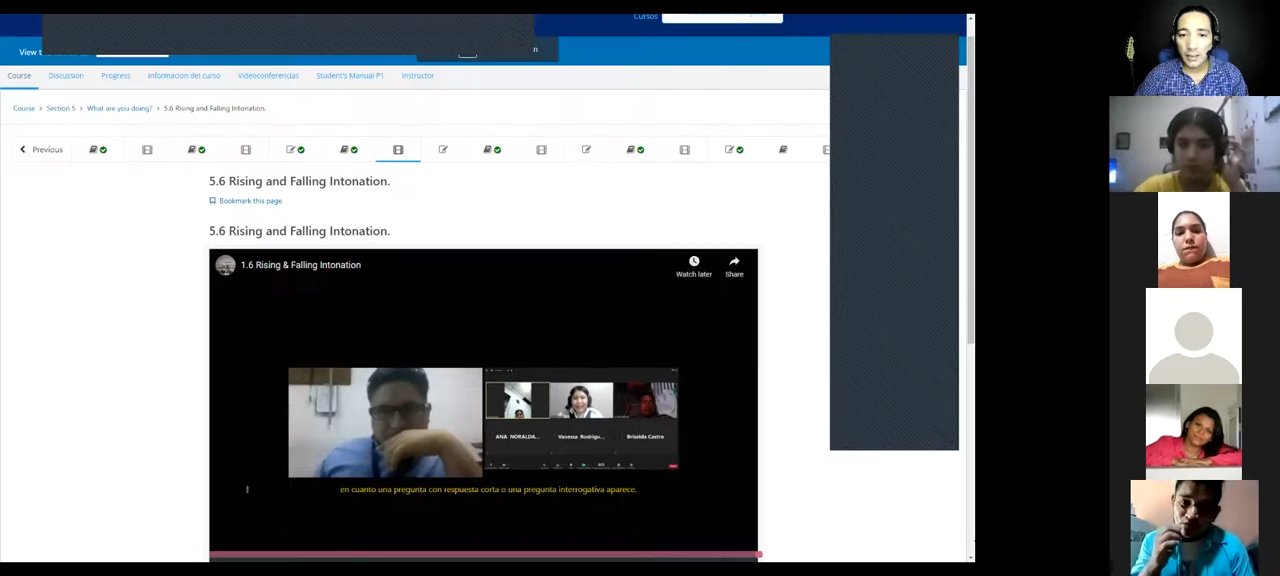 Cursos
View t
n
Course Discussion Progress Informacion del curso Videoconferencias Student's Manual P1 Instructor
Course > Section 5 > What are you doing? > 5.6 Rising and Falling Intonation.
Previous
5.6 Rising and Falling Intonation.
Bookmark this page
5.6 Rising and Falling Intonation.
1.6 Rising & Falling Intonation
Watch later Share
ANA NORALDA... Vanessa Rodrigu... Briselda Castro
en cuanto una pregunta con respuesta corta o una pregunta interrogativa aparece.